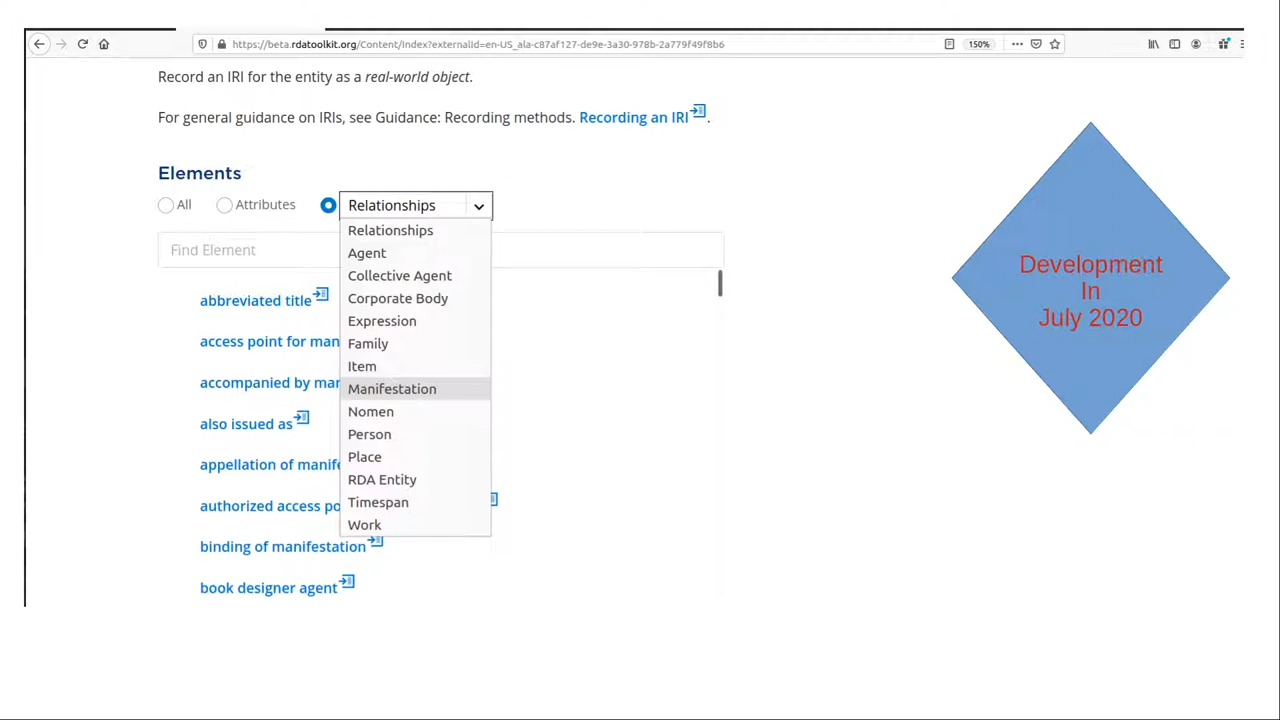 https://beta.rdatoolkit.org/Content/Index?externalId=en-US_ala-c87af127-de9e-3a30-978b-2a779f49f8b6
150%
Record an IRI for the entity as a real-world object.
For general guidance on IRIs, see Guidance: Recording methods. Recording an IRI.
Elements
All Attributes Relationships
Relationships
Find Element
Agent
Collective Agent
abbreviated title
Corporate Body
Expression
access point for man
Family
Item
accompanied by mar
Manifestation
Nomen
also issued as
Person
Place
appellation of manife
RDA Entity
Timespan
authorized access po
Work
binding of manifestation
book designer agent
Development
In
July 2020